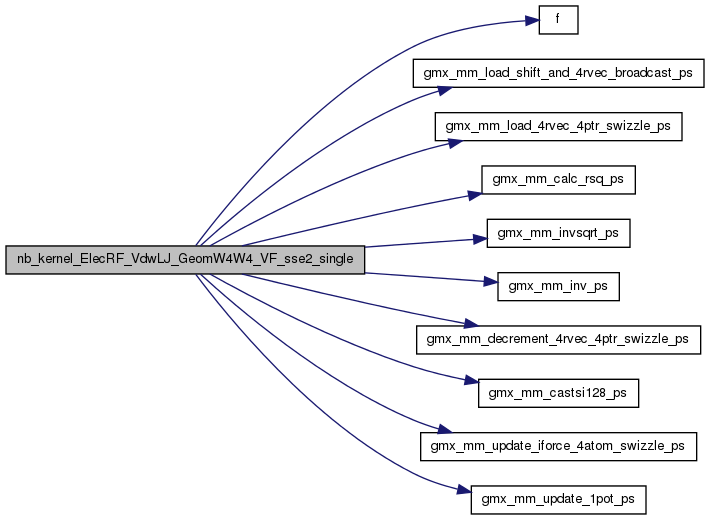 f
gmx_mm_load_shift_and_4rvec_broadcast_ps
gmx_mm_load_4rvec_4ptr_swizzle_ps
gmx_mm_calc_rsq_ps
gmx_mm_invsqrt_ps
nb_kernel_ElecRF_VdwLJ_GeomW4W4_VF_sse2_single
gmx_mm_inv_ps
gmx_mm_decrement_4rvec_4ptr_swizzle_ps
gmx_mm_castsi128_ps
gmx_mm_update_iforce_4atom_swizzle_ps
gmx_mm_update_1pot_ps